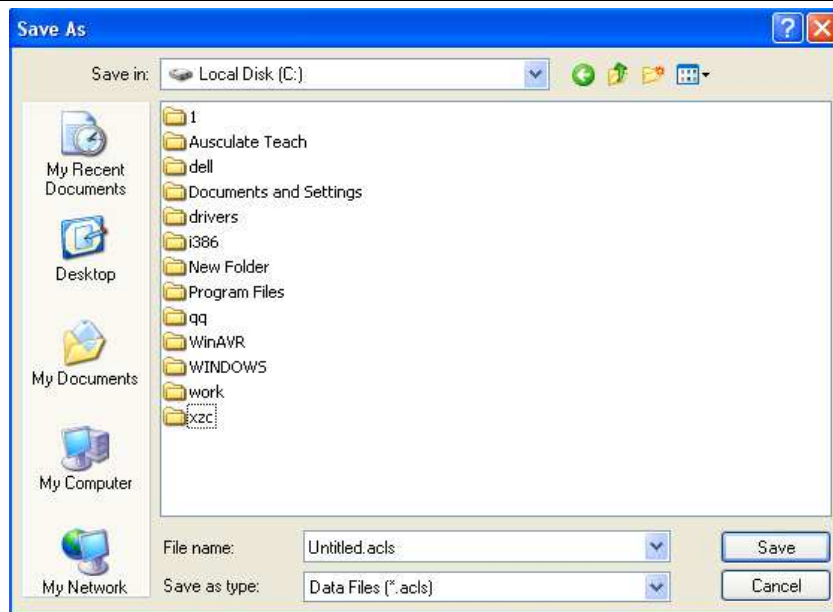 Save As
Save in:
Local Disk (C:)
My Recent
Documents
Desktop
My Documents
My Computer
My Network
1
Ausculate Teach
dell
Documents and Settings
drivers
i386
New Folder
Program Files
qq
WinAVR
WINDOWS
work
xzc
File name:
Untitled.acls
Save
Save as type:
Data Files (*.acls)
Cancel